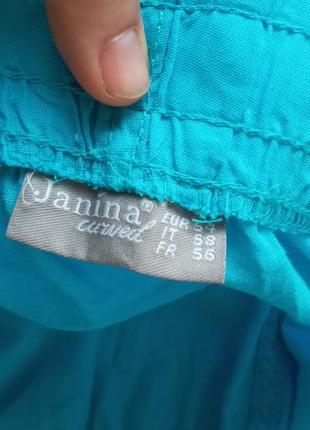 Janina®
curved
EUR 54
IT 58
FR 56